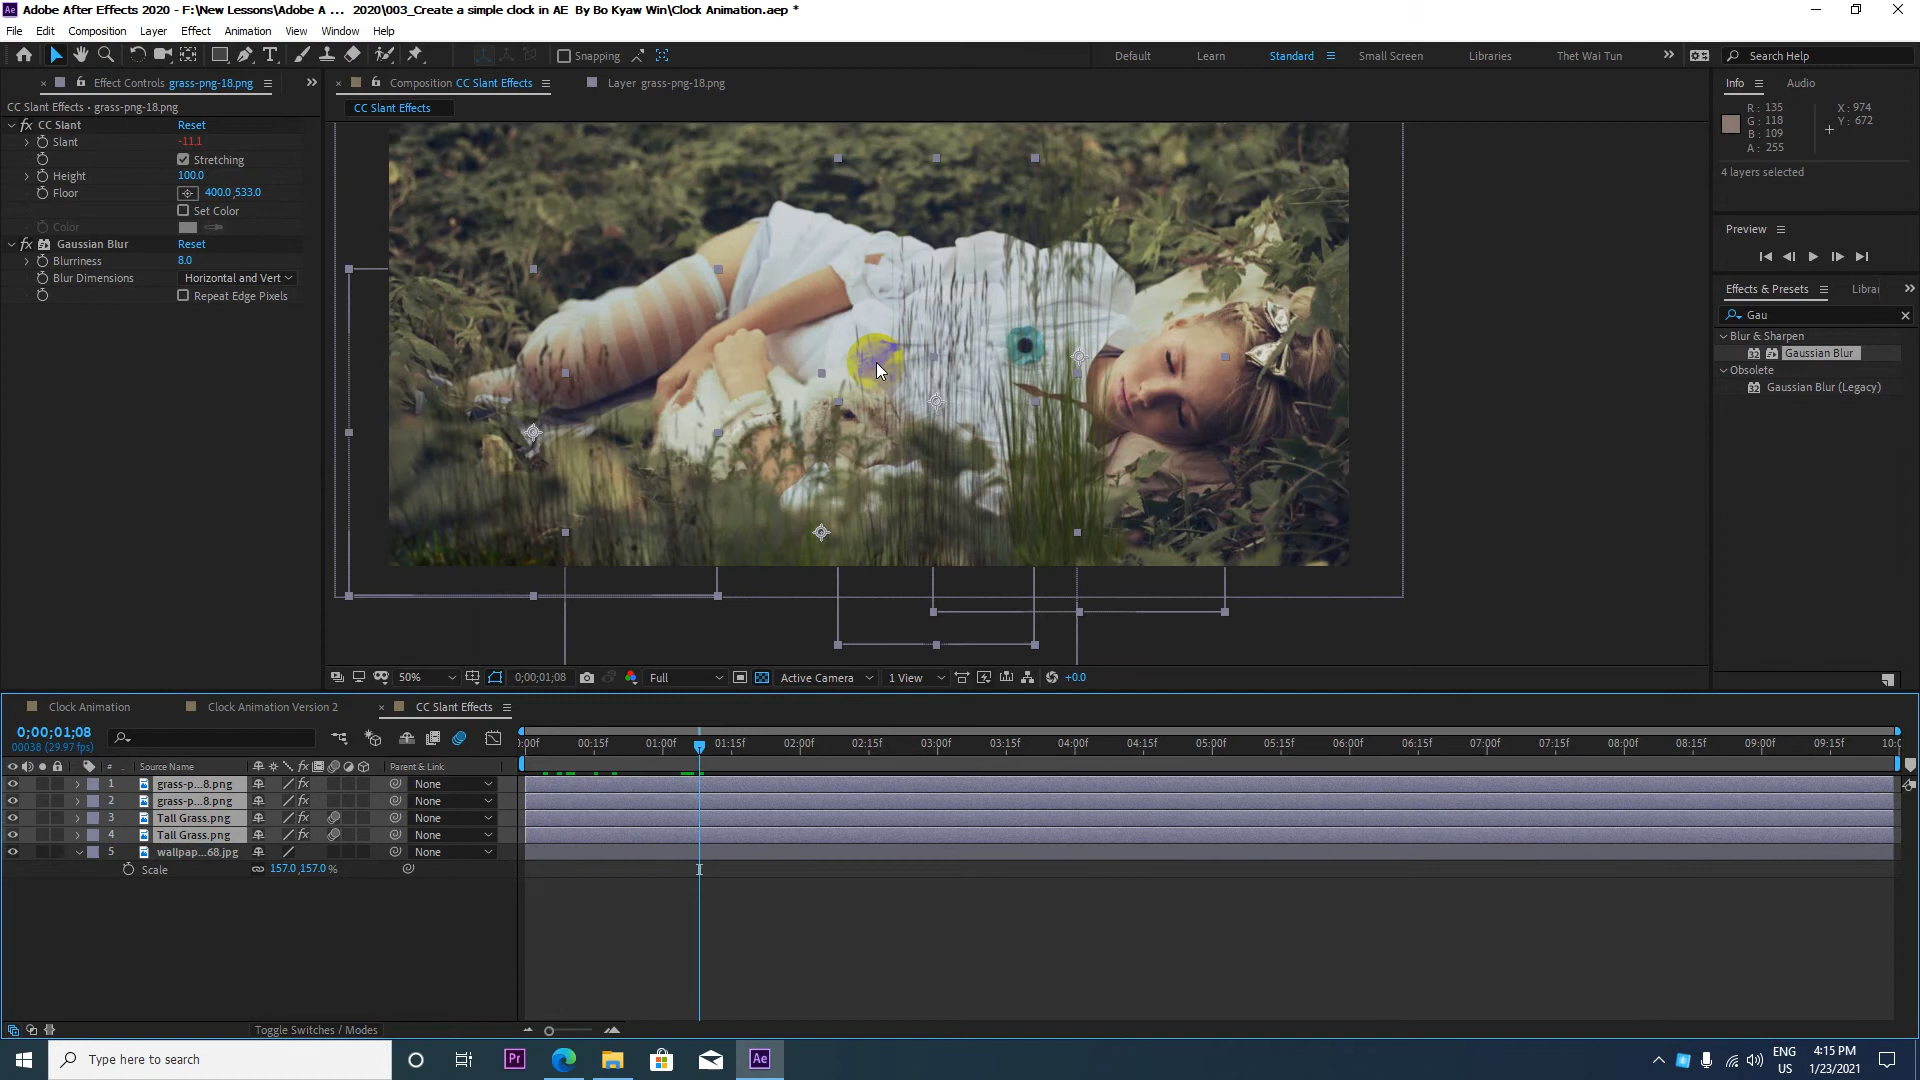 Adobe After Effects 2020 - F:\New Lessons\Adobe A ... 2020\003_Create a simple clock in AE By Bo Kyaw Win\Clock Animation.aep *
File Edit Composition Layer Effect Animation View Window Help
Snapping
Default Learn Standard Small Screen Libraries Thet Wai Tun
Search Help
Effect Controls grass-png-18.png
CC Slant Effects • grass-png-18.png
fx CC Slant Reset
Slant -11.1
Stretching
Height 100.0
Floor 400.0,533.0
Set Color
Color
fx Gaussian Blur Reset
Blurriness 8.0
Blur Dimensions Horizontal and Vert
Repeat Edge Pixels
Composition CC Slant Effects
Layer grass-png-18.png
CC Slant Effects
50%
0;00;01;08
Full
Active Camera
1 View
+0.0
Info Audio
R: 135
G: 118
B: 109
A: 255
X: 974
Y: 672
4 layers selected
Preview
Effects & Presets Librar
Gau
Blur & Sharpen
Gaussian Blur
Obsolete
Gaussian Blur (Legacy)
Clock Animation
Clock Animation Version 2
CC Slant Effects
0;00;01;08
00038 (29.97 fps)
# Source Name Parent & Link
1 grass-p...8.png None
2 grass-p...8.png None
3 Tall Grass.png None
4 Tall Grass.png None
5 wallpap...68.jpg None
Scale 157.0,157.0 %
:00f 00:15f 01:00f 01:15f 02:00f 02:15f 03:00f 03:15f 04:00f 04:15f 05:00f 05:15f 06:00f 06:15f 07:00f 07:15f 08:00f 08:15f 09:00f 09:15f 10:0
Toggle Switches / Modes
Type here to search
Pr
Ae
ENG
US
4:15 PM
1/23/2021